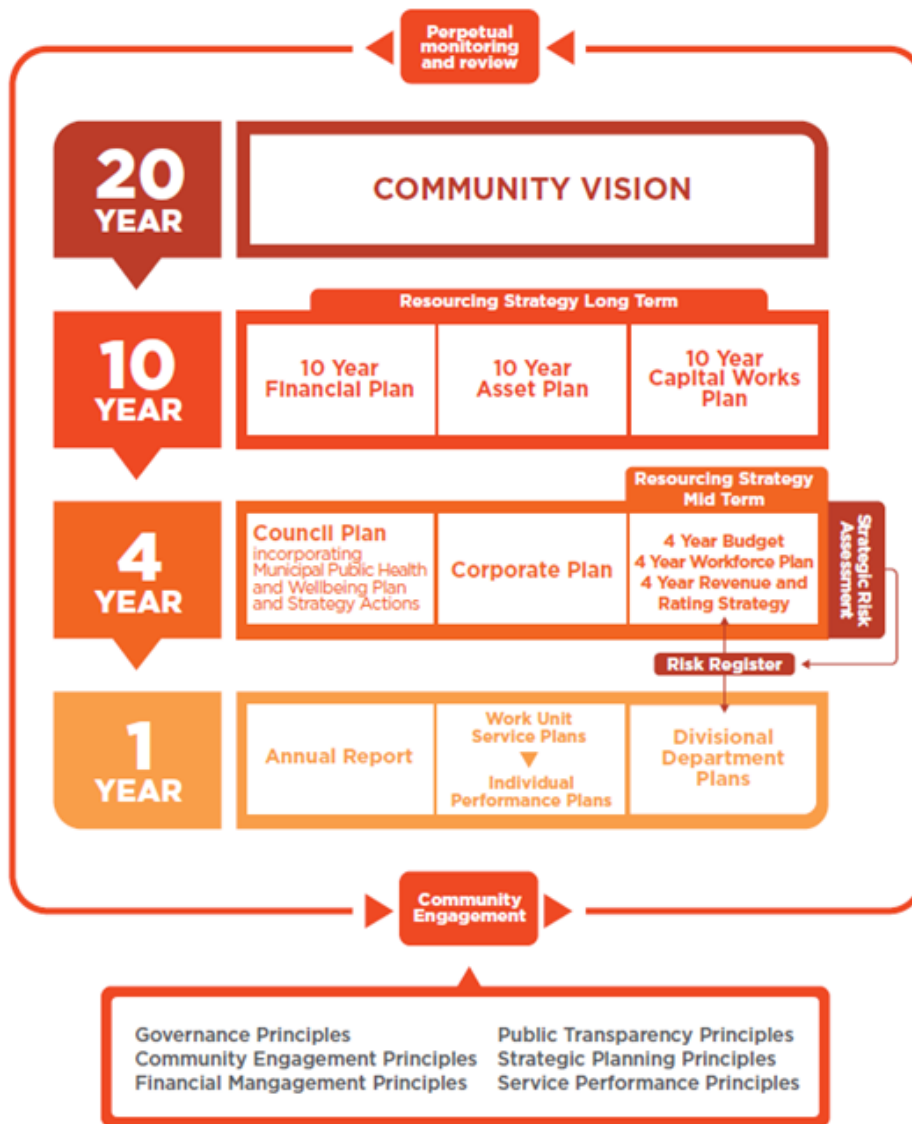 Perpetual
monitoring
and review
20
YEAR
COMMUNITY VISION
Resourcing Strategy Long Term
10
YEAR
10 Year
Financial Plan
10 Year
Asset Plan
10 Year
Capital Works
Plan
Resourcing Strategy
Mid Term
4
YEAR
Council Plan
incorporating
Municipal Public Health
and Wellbeing Plan
and Strategy Actions
Corporate Plan
4 Year Budget
4 Year Workforce Plan
4 Year Revenue and
Rating Strategy
Strategic Risk
Assessment
Risk Register
1
YEAR
Annual Report
Work Unit
Service Plans
Individual
Performance Plans
Divisional
Department
Plans
Community
Engagement
Governance Principles
Community Engagement Principles
Financial Mangagement Principles
Public Transparency Principles
Strategic Planning Principles
Service Performance Principles